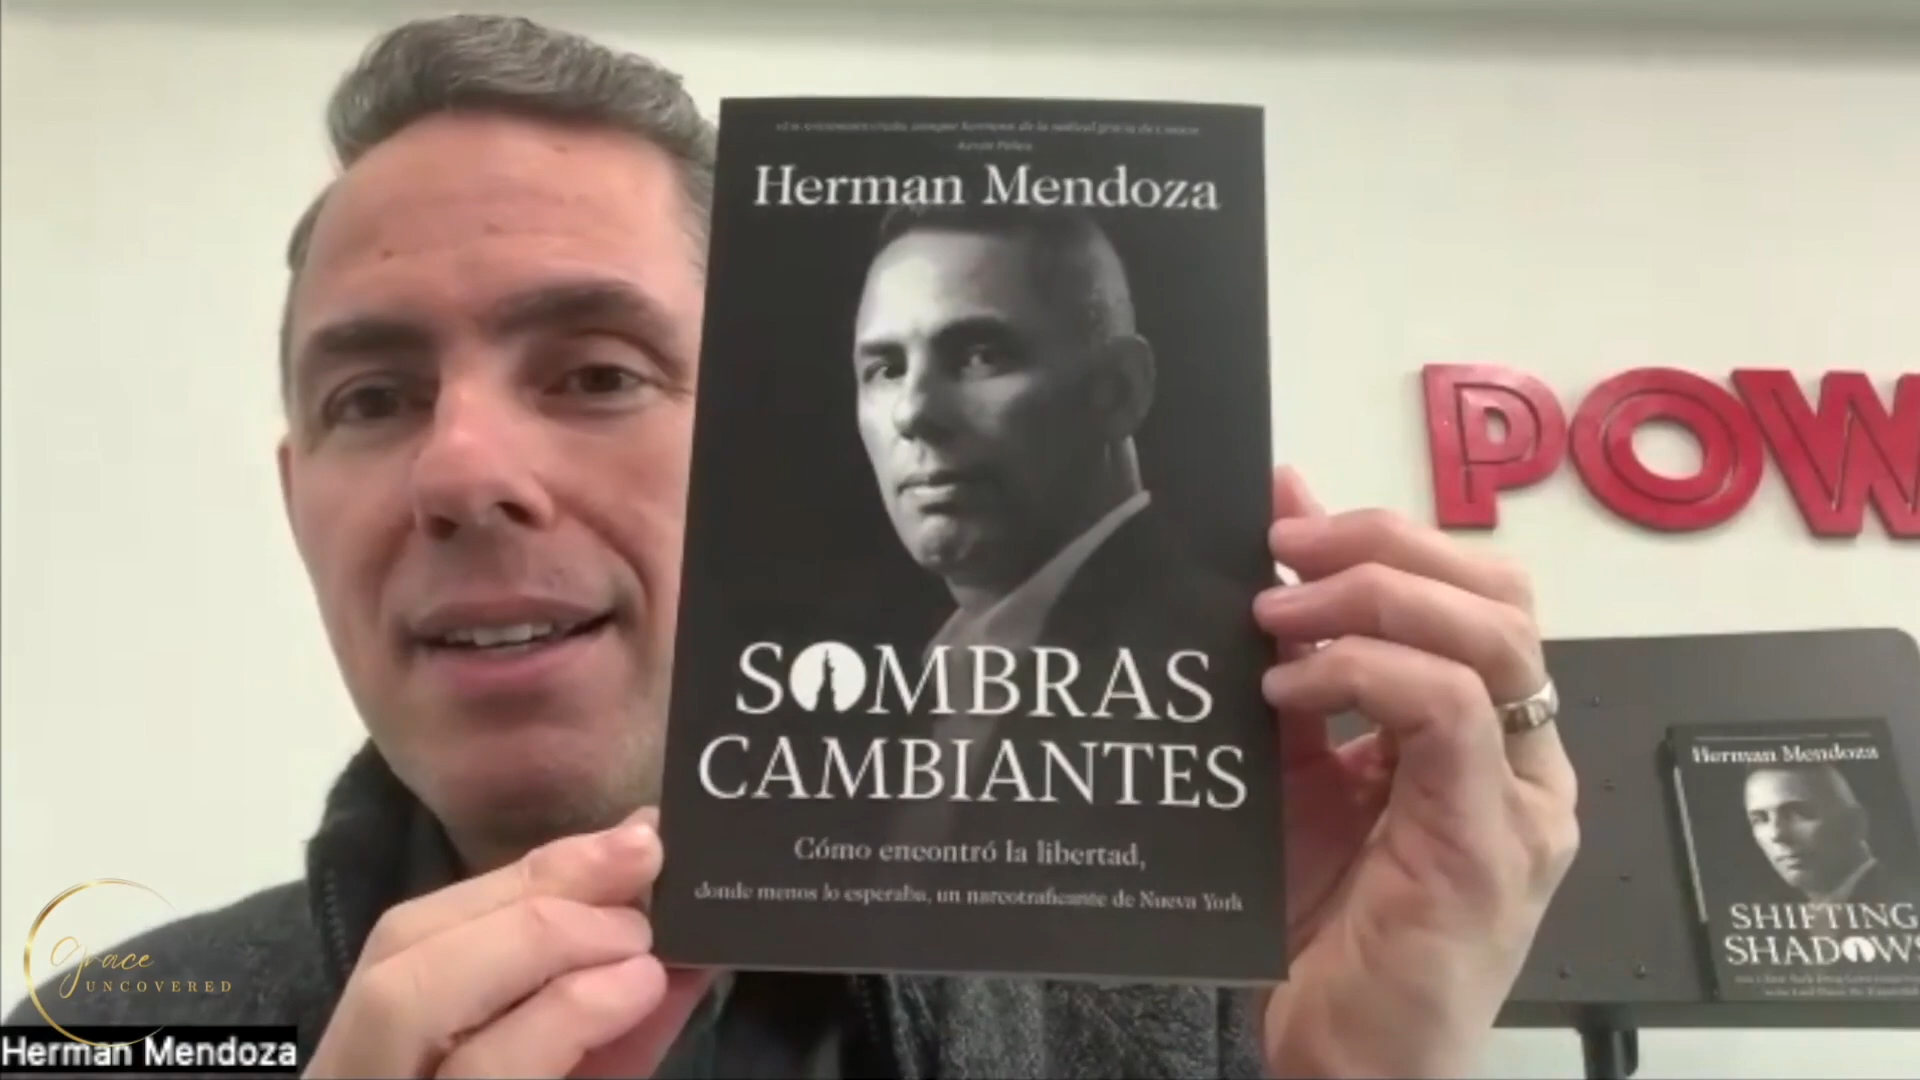 Herman Mendoza
SOMBRAS
CAMBIANTES
Cómo encontró la libertad,
donde menos lo esperaba, un narcotraficante de Nueva York
POW
Herman Mendoza
SHIFTING
SHADOWS
Grace
UNCOVERED
Herman Mendoza